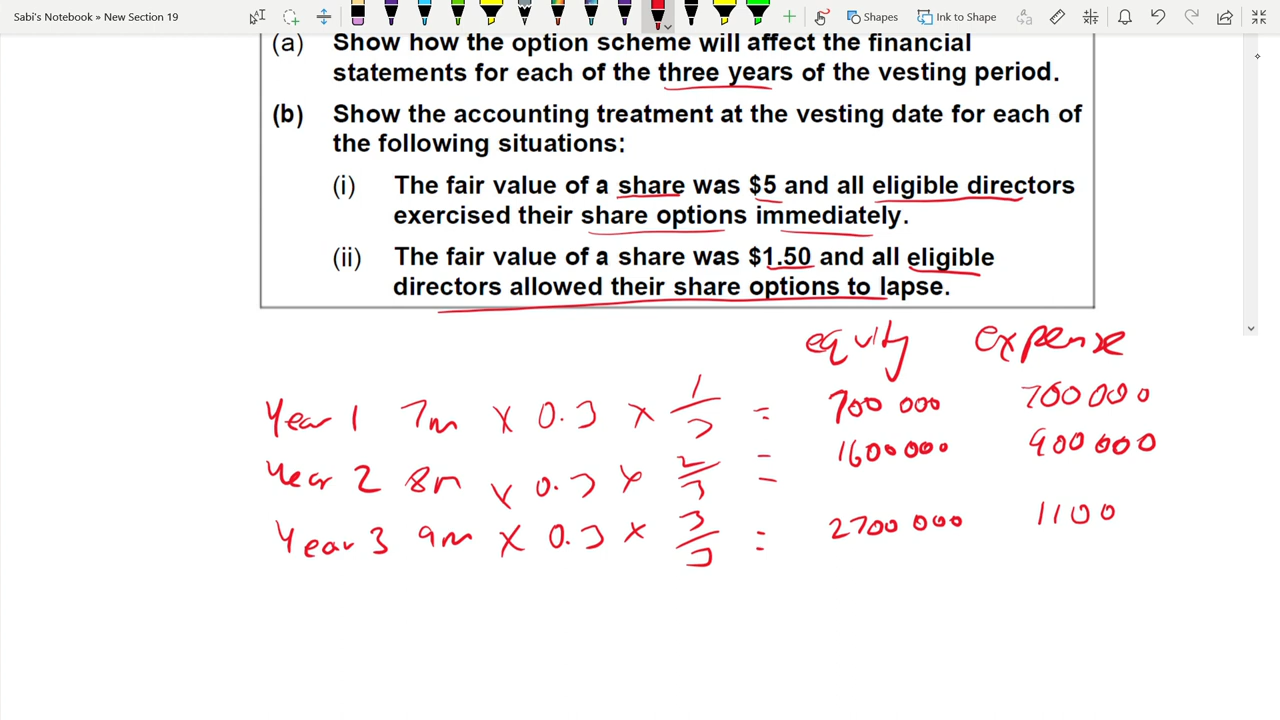 Sabi's Notebook » New Section 19
Shapes
Ink to Shape
(a) Show how the option scheme will affect the financial
statements for each of the three years of the vesting period.
(b) Show the accounting treatment at the vesting date for each of
the following situations:
(i) The fair value of a share was $5 and all eligible directors
exercised their share options immediately.
(ii) The fair value of a share was $1.50 and all eligible
directors allowed their share options to lapse.
equity expense
Year 1 7m x 0.3 x 1/3 = 700 000 700 000
Year 2 8m x 0.3 x 2/3 = 1600 000 900 000
Year 3 9m x 0.3 x 3/3 = 2700 000 1100